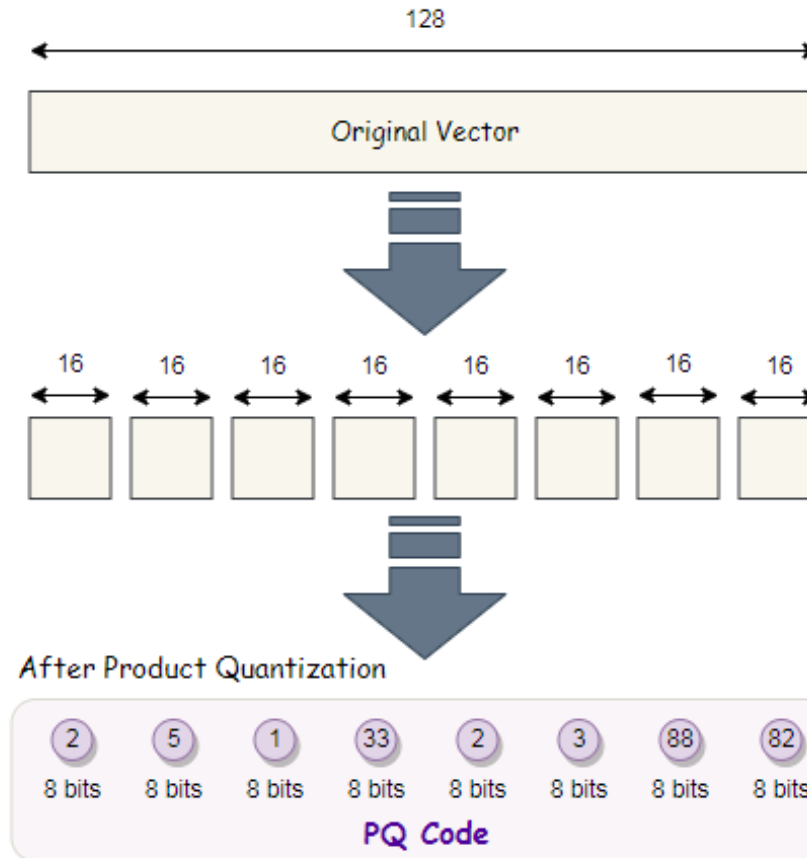 128
Original Vector
16 16 16 16 16 16 16 16
After Product Quantization
2 5 1 33 2 3 88 82
8 bits 8 bits 8 bits 8 bits 8 bits 8 bits 8 bits 8 bits
PQ Code